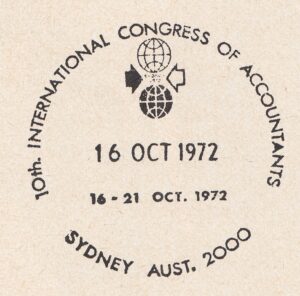 10th. INTERNATIONAL CONGRESS OF ACCOUNTANTS
16 OCT 1972
16 - 21 OCT. 1972
SYDNEY AUST. 2000